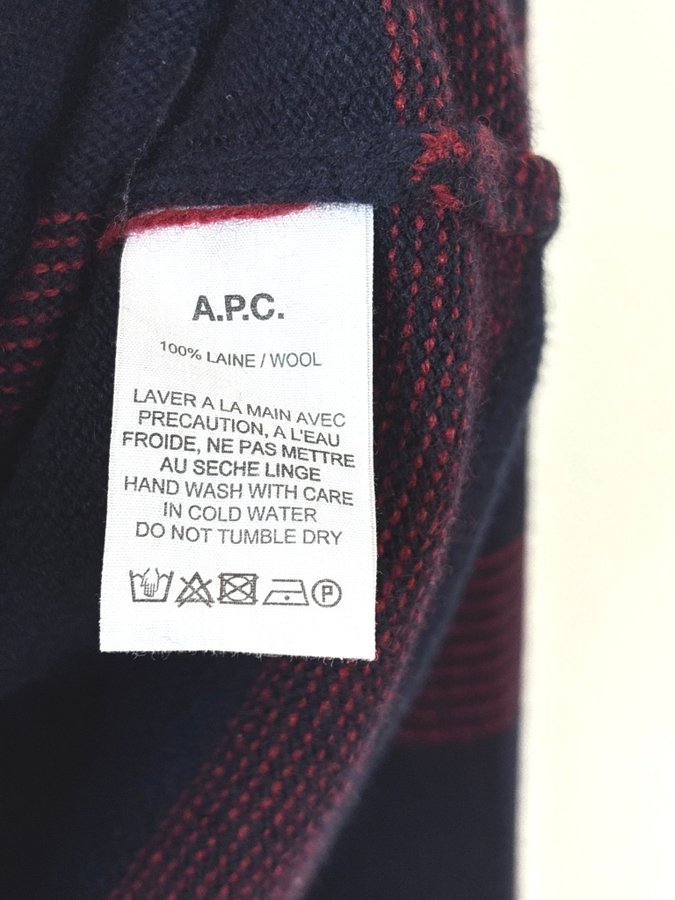 A.P.C.
100% LAINE / WOOL
LAVER A LA MAIN AVEC
PRECAUTION, A L'EAU
FROIDE, NE PAS METTRE
AU SECHE LINGE
HAND WASH WITH CARE
IN COLD WATER
DO NOT TUMBLE DRY
P